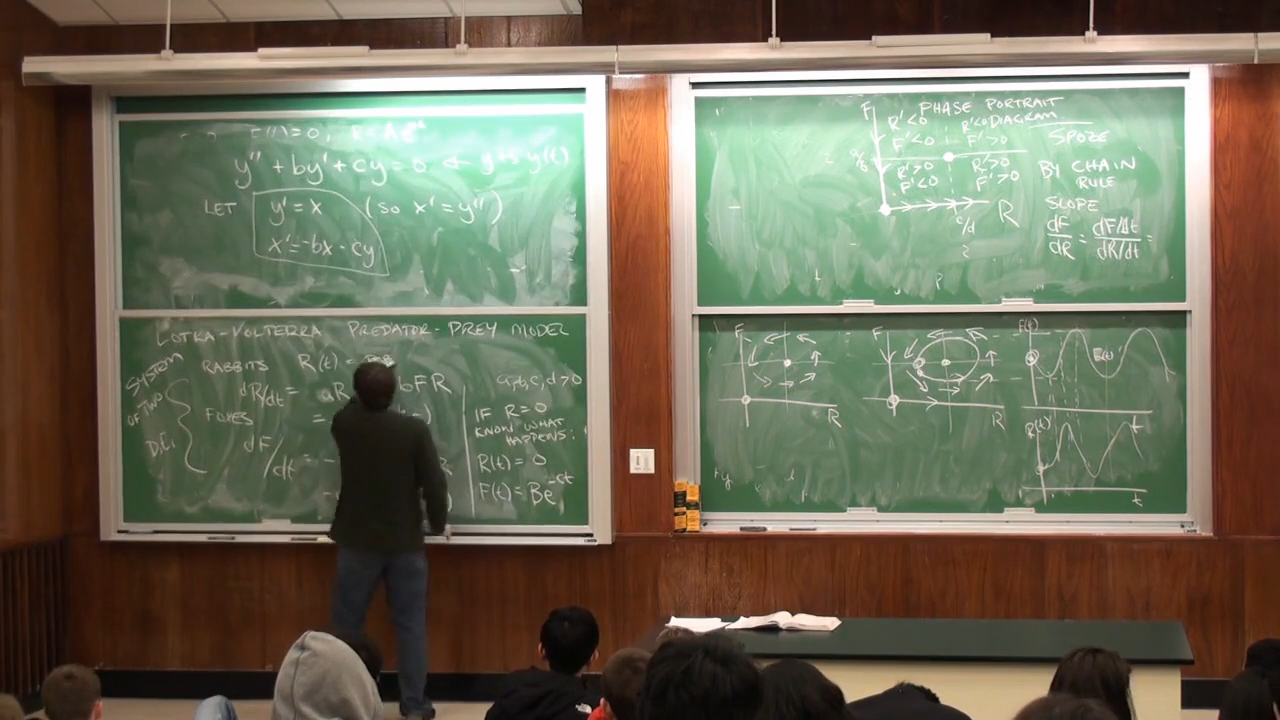 y'' + by' + cy = 0 ← y is y(t)
LET y' = x (so x' = y'')
x' = -bx - cy
LOTKA-VOLTERRA PREDATOR-PREY MODEL
SYSTEM OF TWO D.E.
RABBITS R(t) =
dR/dt = aR bFR
=
FOXES
dF/dt = -
a,b,c,d > 0
IF R = 0
KNOW WHAT
HAPPENS:
R(t) = 0
F(t) = Be^-ct
PHASE PORTRAIT
DIAGRAM
F
R'<0 R'<0
F'<0 F'>0
a/b
R'>0 R'>0
F'<0 F'>0
R
c/d
SPOZE
BY CHAIN
RULE
SLOPE
dF/dR = dF/dt / dR/dt =
F
R
F
R
F(t)
t
R(t)
t